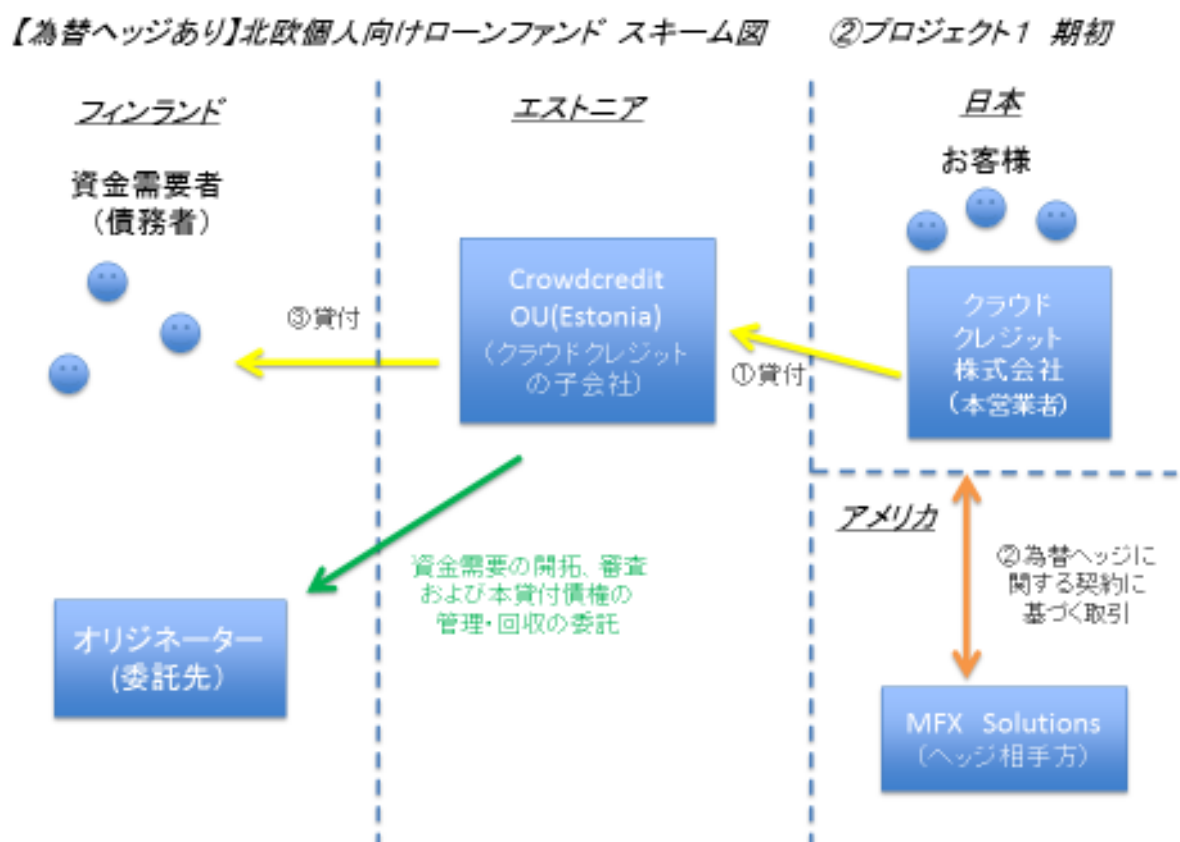 【為替ヘッジあり】北欧個人向けローンファンド スキーム図 ②プロジェクト1 期初
フィンランド
エストニア
日本
お客様
資金需要者
（債務者）
Crowdcredit
OU(Estonia)
（クラウドクレジット
の子会社）
クラウド
クレジット
株式会社
（本営業者）
③貸付
①貸付
アメリカ
②為替ヘッジに
関する契約に
基づく取引
資金需要の開拓、審査
および本貸付債権の
管理・回収の委託
オリジネーター
(委託先）
MFX Solutions
（ヘッジ相手方）